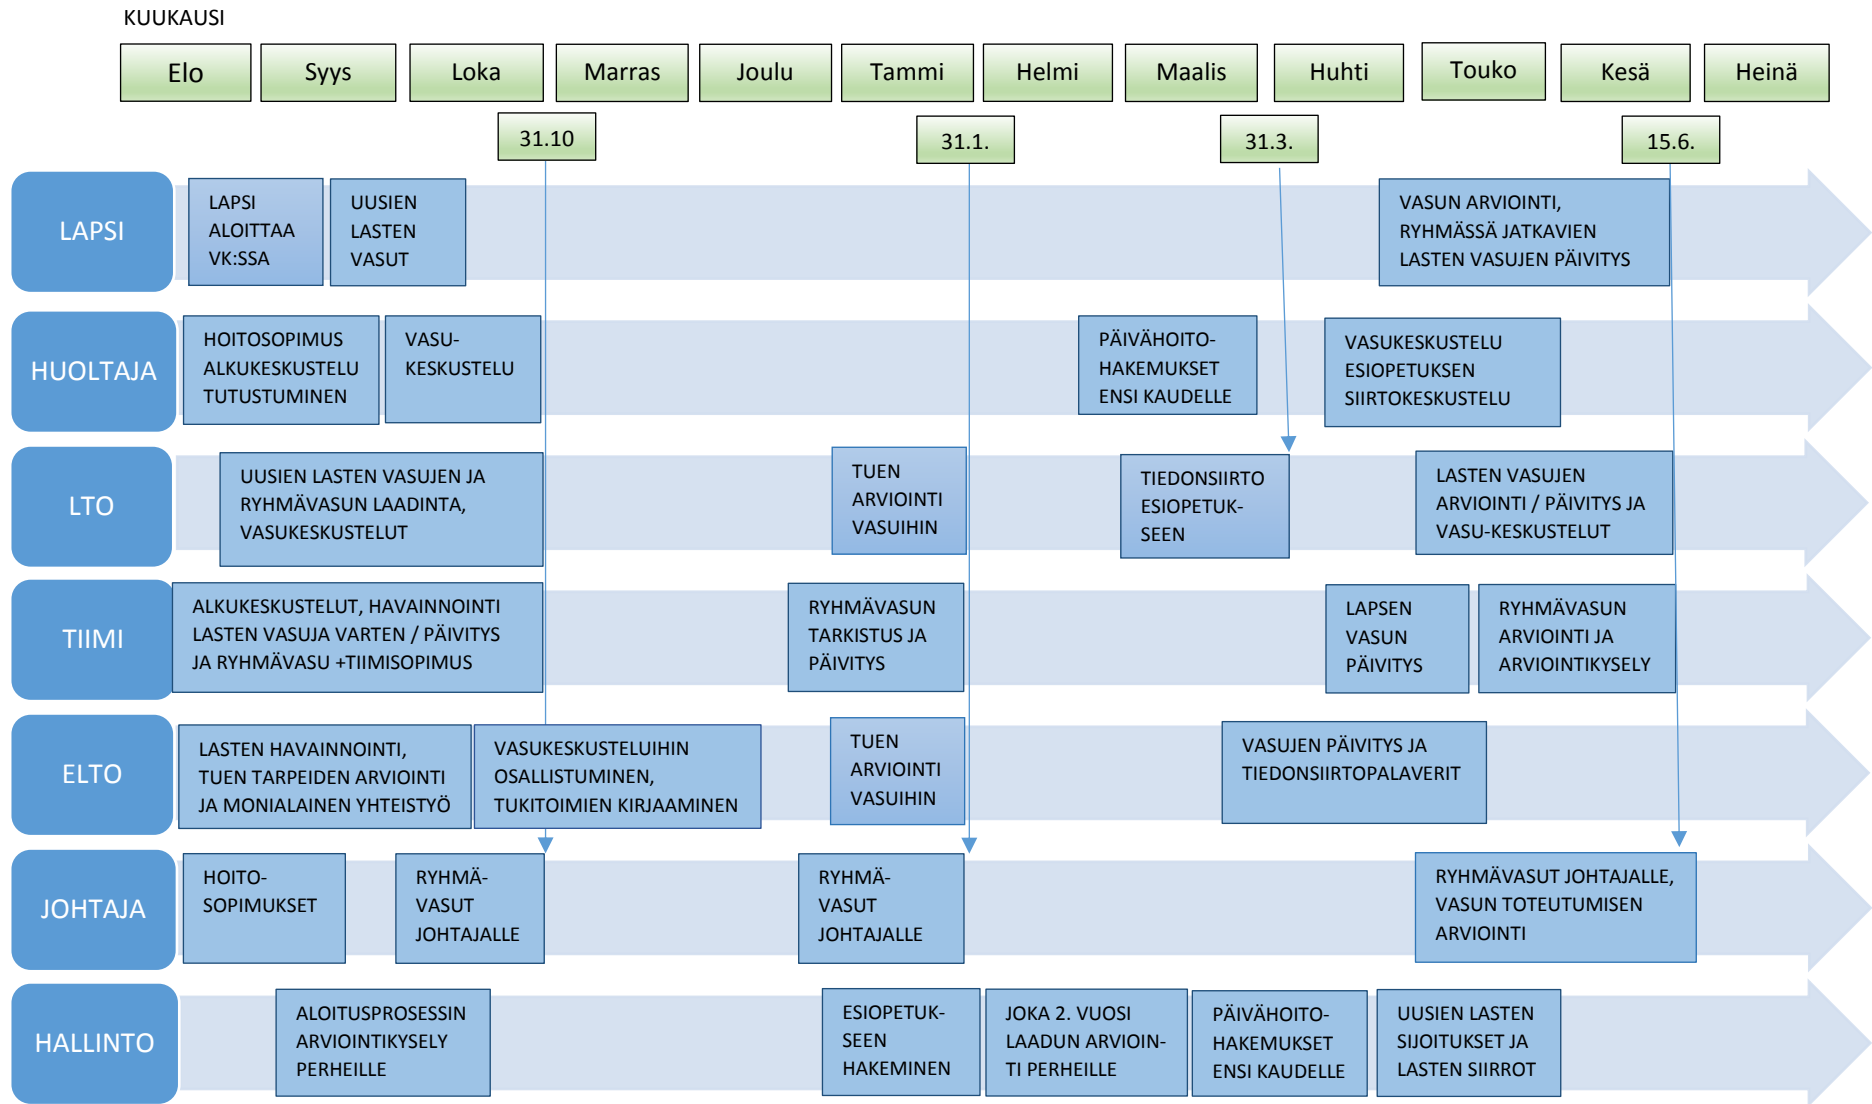 KUUKAUSI
Elo
Syys
Loka
Marras
Joulu
Tammi
Helmi
Maalis
Huhti
Touko
Kesä
Heinä
31.10
31.1.
31.3.
15.6.
LAPSI
LAPSI
ALOITTAA
VK:SSA
UUSIEN
LASTEN
VASUT
VASUN ARVIOINTI,
RYHMÄSSÄ JATKAVIEN
LASTEN VASUJEN PÄIVITYS
HUOLTAJA
HOITOSOPIMUS
ALKUKESKUSTELU
TUTUSTUMINEN
VASU-
KESKUSTELU
PÄIVÄHOITO-
HAKEMUKSET
ENSI KAUDELLE
VASUKESKUSTELU
ESIOPETUKSEN
SIIRTOKESKUSTELU
LTO
UUSIEN LASTEN VASUJEN JA
RYHMÄVASUN LAADINTA,
VASUKESKUSTELUT
TUEN
ARVIOINTI
VASUIHIN
TIEDONSIIRTO
ESIOPETUK-
SEEN
LASTEN VASUJEN
ARVIOINTI / PÄIVITYS JA
VASU-KESKUSTELUT
TIIMI
ALKUKESKUSTELUT, HAVAINNOINTI
LASTEN VASUJA VARTEN / PÄIVITYS
JA RYHMÄVASU +TIIMISOPIMUS
RYHMÄVASUN
TARKISTUS JA
PÄIVITYS
LAPSEN
VASUN
PÄIVITYS
RYHMÄVASUN
ARVIOINTI JA
ARVIOINTIKYSELY
ELTO
LASTEN HAVAINNOINTI,
TUEN TARPEIDEN ARVIOINTI
JA MONIALAINEN YHTEISTYÖ
VASUKESKUSTELUIHIN
OSALLISTUMINEN,
TUKITOIMIEN KIRJAAMINEN
TUEN
ARVIOINTI
VASUIHIN
VASUJEN PÄIVITYS JA
TIEDONSIIRTOPALAVERIT
JOHTAJA
HOITO-
SOPIMUKSET
RYHMÄ-
VASUT
JOHTAJALLE
RYHMÄ-
VASUT
JOHTAJALLE
RYHMÄVASUT JOHTAJALLE,
VASUN TOTEUTUMISEN
ARVIOINTI
HALLINTO
ALOITUSPROSESSIN
ARVIOINTIKYSELY
PERHEILLE
ESIOPETUK-
SEEN
HAKEMINEN
JOKA 2. VUOSI
LAADUN ARVIOIN-
TI PERHEILLE
PÄIVÄHOITO-
HAKEMUKSET
ENSI KAUDELLE
UUSIEN LASTEN
SIJOITUKSET JA
LASTEN SIIRROT